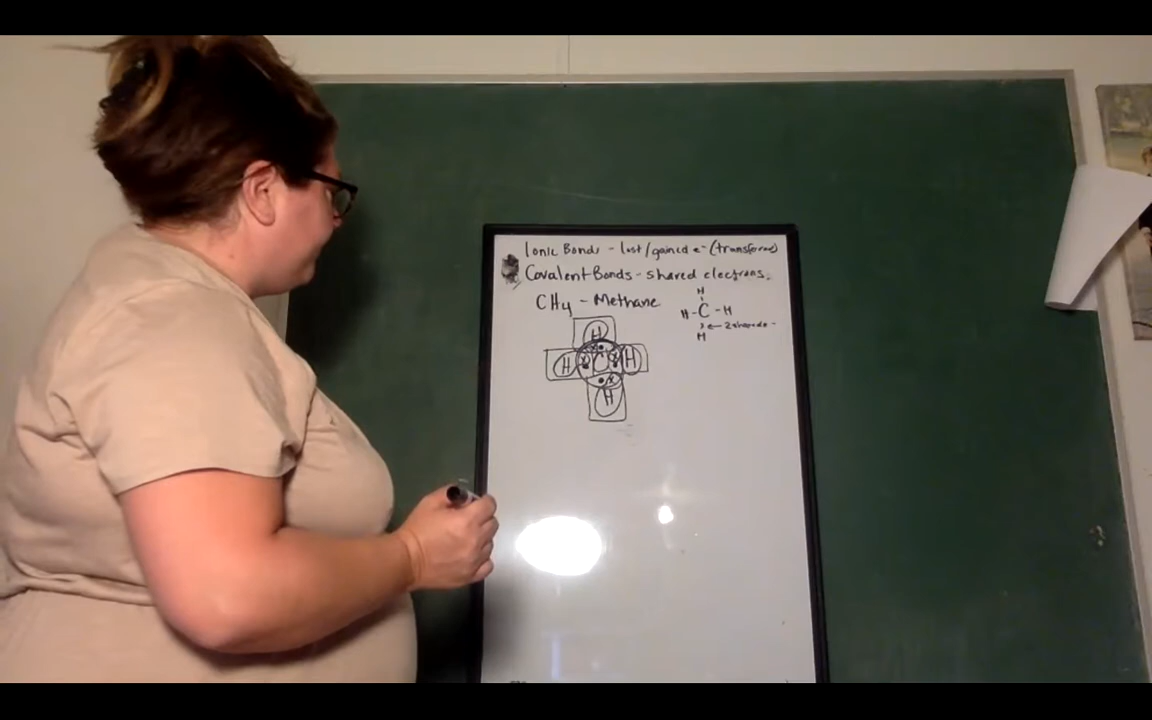 Ionic Bonds - lost/gained e- (transferred)
Covalent Bonds - shared electrons.
CH4 - Methane
H
H-C-H
H
H
H C H
H